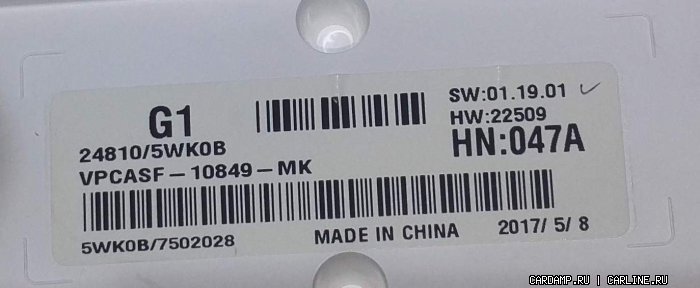 G1
SW:01.19.01
HW:22509
24810/5WK0B
HN:047A
VPCASF-10849-MK
5WK0B/7502028
MADE IN CHINA
2017/ 5/ 8
CARDAMP.RU | CARLINE.RU